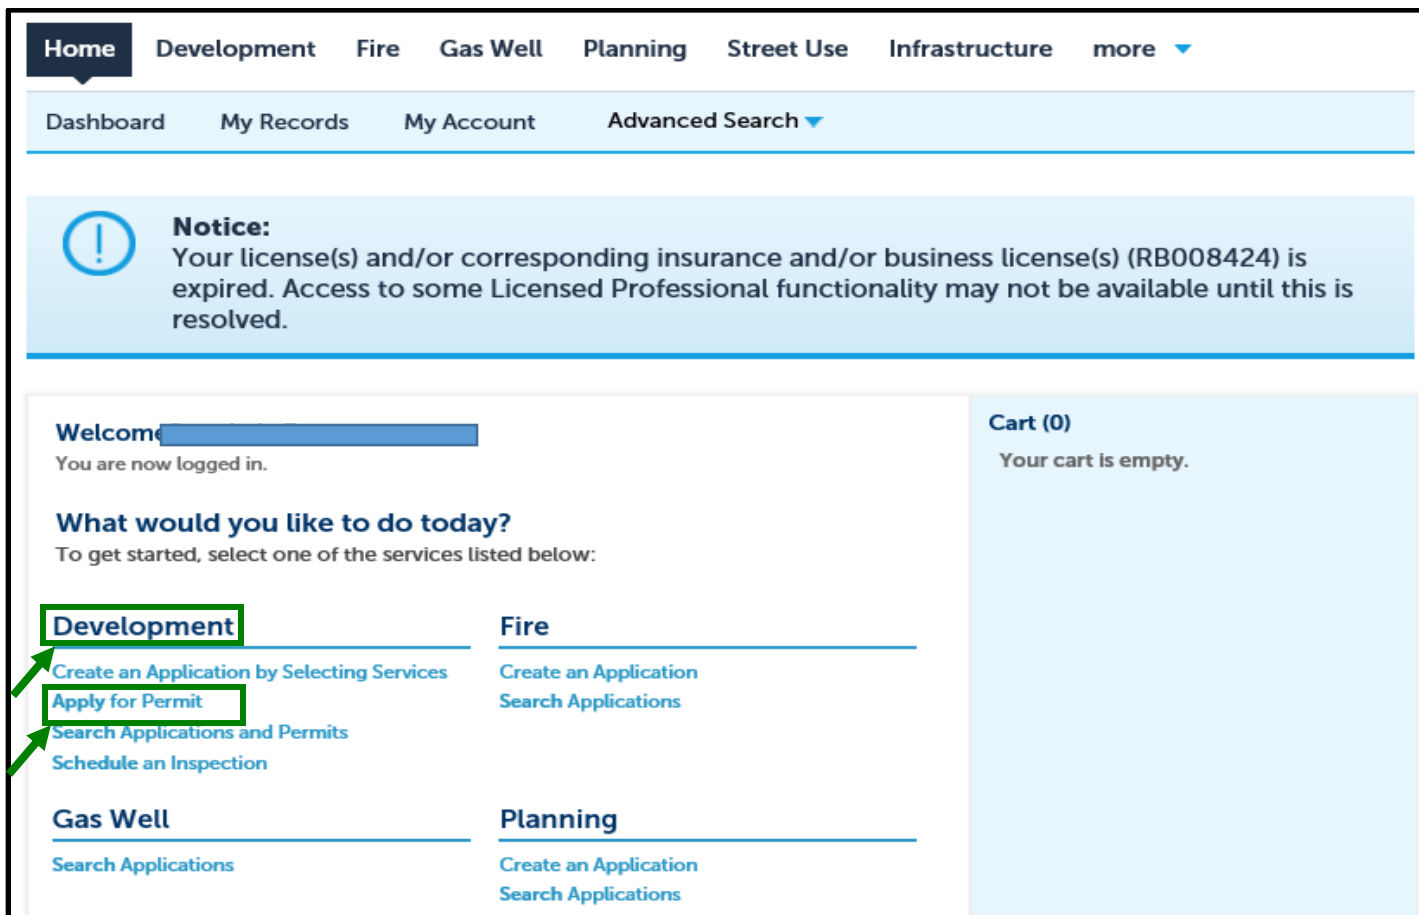 Home Development Fire Gas Well Planning Street Use Infrastructure more
Dashboard My Records My Account Advanced Search
Notice:
Your license(s) and/or corresponding insurance and/or business license(s) (RB008424) is
expired. Access to some Licensed Professional functionality may not be available until this is
resolved.
Welcome
You are now logged in.
Cart (0)
Your cart is empty.
What would you like to do today?
To get started, select one of the services listed below:
Development
Create an Application by Selecting Services
Apply for Permit
Search Applications and Permits
Schedule an Inspection
Fire
Create an Application
Search Applications
Gas Well
Search Applications
Planning
Create an Application
Search Applications